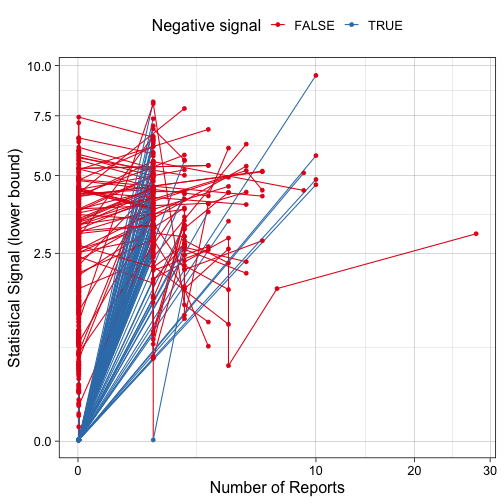 Negative signal FALSE TRUE
10.0
7.5
5.0
2.5
0.0
Statistical Signal (lower bound)
0 10 20 30
Number of Reports